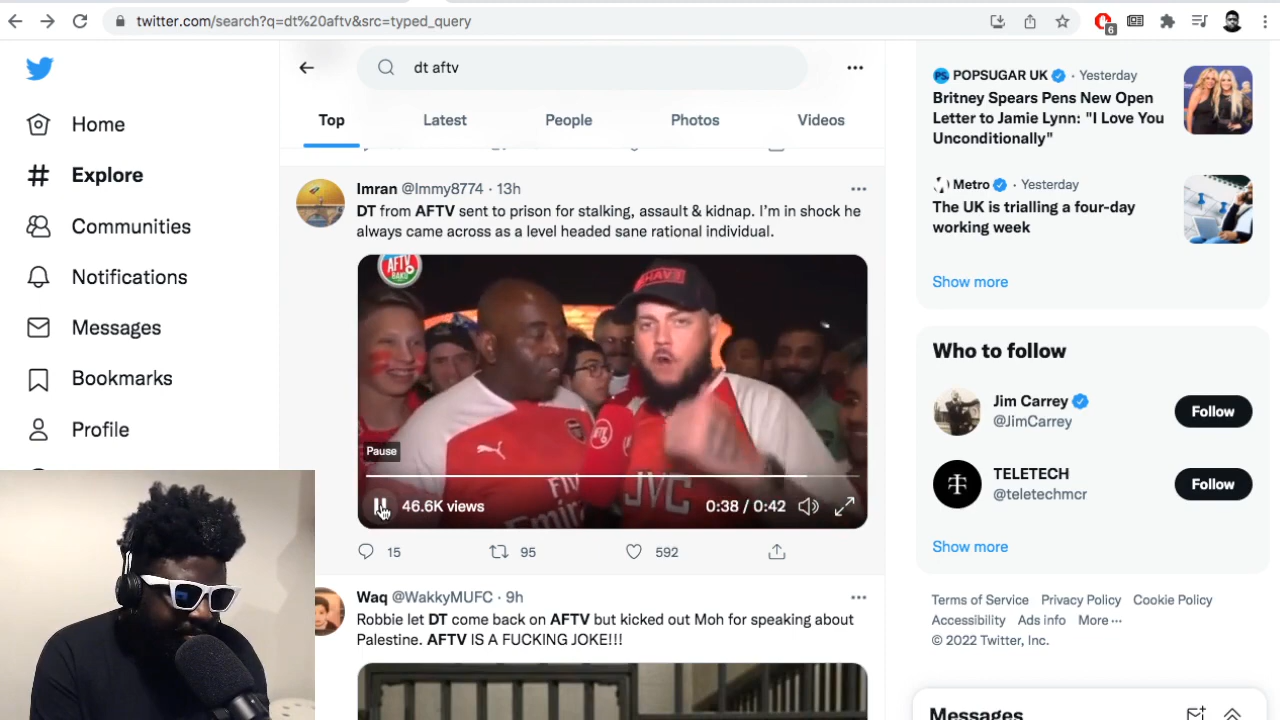 twitter.com/search?q=dt%20aftv&src=typed_query
6
dt aftv
Home
Explore
Communities
Notifications
Messages
Bookmarks
Profile
Top Latest People Photos Videos
Imran @Immy8774 · 13h
DT from AFTV sent to prison for stalking, assault & kidnap. I'm in shock he
always came across as a level headed sane rational individual.
AFTV
BAKU
Pause
46.6K views
0:38 / 0:42
JVC
15 95 592
Waq @WakkyMUFC · 9h
Robbie let DT come back on AFTV but kicked out Moh for speaking about
Palestine. AFTV IS A FUCKING JOKE!!!
POPSUGAR UK · Yesterday
Britney Spears Pens New Open
Letter to Jamie Lynn: "I Love You
Unconditionally"
Metro · Yesterday
The UK is trialling a four-day
working week
Show more
Who to follow
Jim Carrey
@JimCarrey
Follow
TELETECH
@teletechmcr
Follow
Show more
Terms of Service Privacy Policy Cookie Policy
Accessibility Ads info More ···
© 2022 Twitter, Inc.
Messages